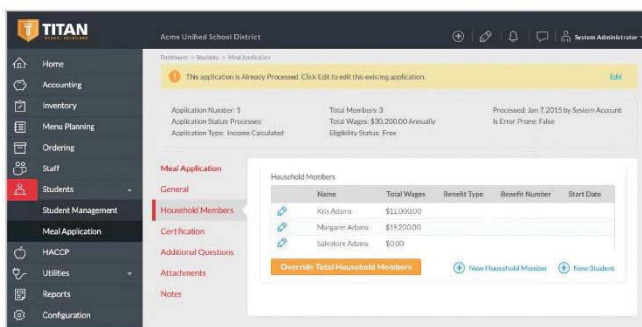 TITAN
SCHOOL SOLUTIONS
Acme Unified School District
System Administrator
Home
Accounting
Inventory
Menu Planning
Ordering
Staff
Students
Student Management
Meal Application
HACCP
Utilities
Reports
Configuration
Dashboard > Students > Meal Application
This application is Already Processed. Click Edit to edit this existing application.
Edit
Application Number: 1
Application Status: Processed
Application Type: Income Calculated
Total Members: 3
Total Wages: $30,200.00 Annually
Eligibility Status: Free
Processed: Jan 7, 2015 by System Account
Is Error Prone: False
Meal Application
General
Household Members
Certification
Additional Questions
Attachments
Notes
Household Members
Name Total Wages Benefit Type Benefit Number Start Date
Kris Adams $11,000.00
Margaret Adams $19,200.00
Salvatore Adams $0.00
Override Total Household Members
New Household Member
New Student